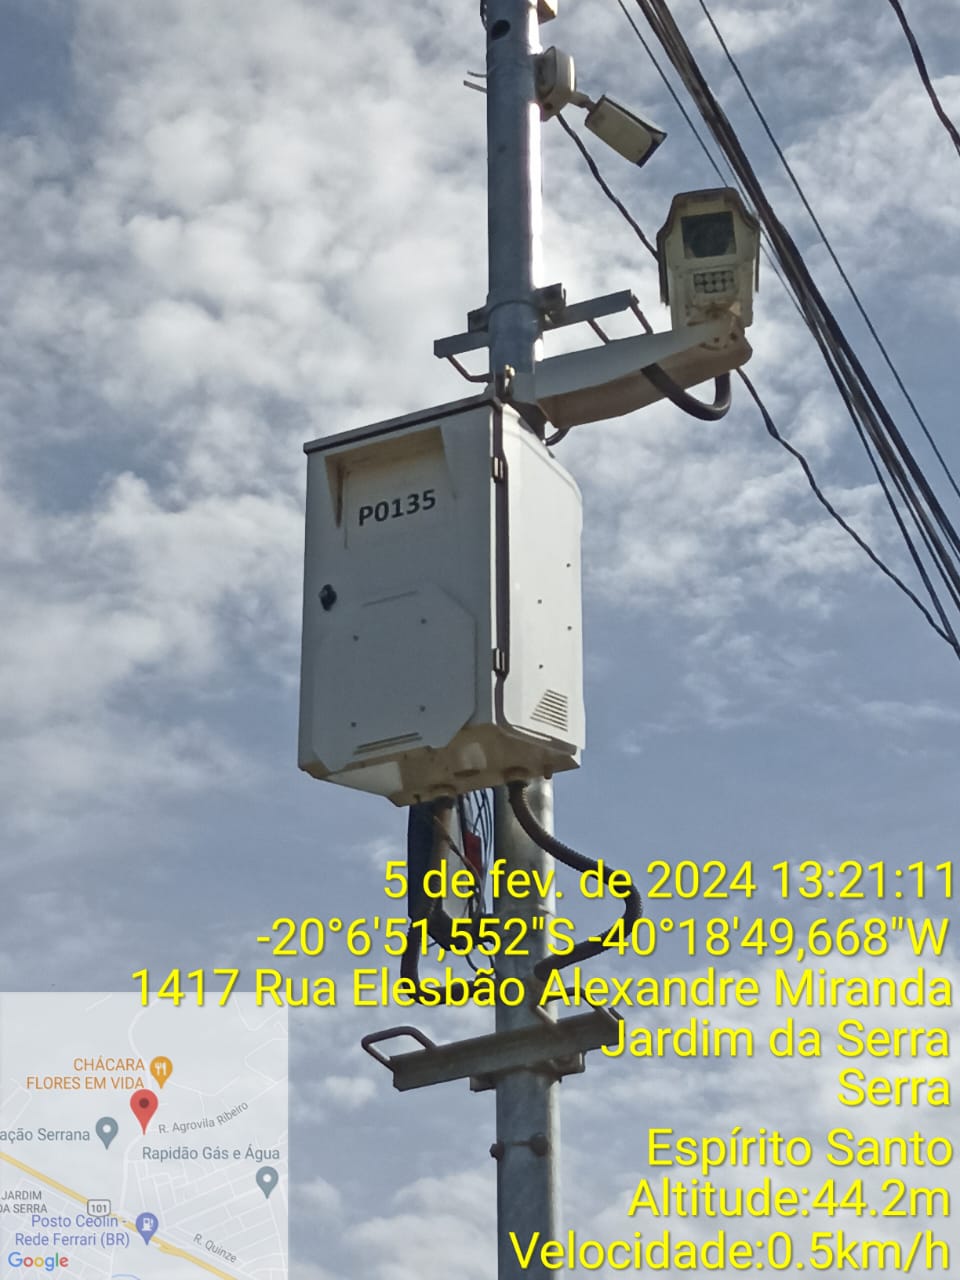 P0135
5 de fev. de 2024 13:21:11
-20°6'51,552"S -40°18'49,668"W
1417 Rua Elesbão Alexandre Miranda
Jardim da Serra
Serra
Espírito Santo
Altitude:44.2m
Velocidade:0.5km/h
CHÁCARA
FLORES EM VIDA
R. Agrovila Ribeiro
ação Serrana
Rapidão Gás e Água
JARDIM
DA SERRA
101
Posto Ceolin -
Rede Ferrari (BR)
R. Quinze
Google